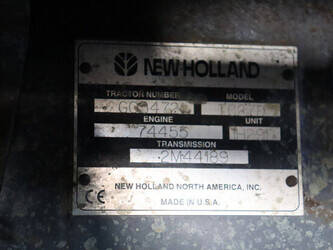 NEW HOLLAND
TRACTOR NUMBER MODEL
ENGINE UNIT
74455
TRANSMISSION
2M44189
NEW HOLLAND NORTH AMERICA, INC.
CE MADE IN U.S.A.